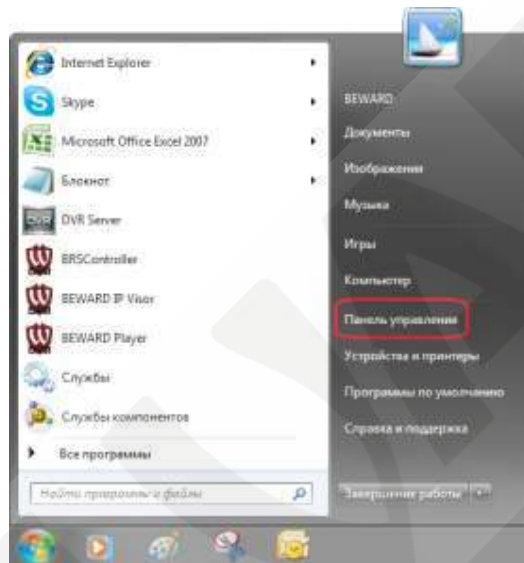 Internet Explorer
Skype
Microsoft Office Excel 2007
Блокнот
DVR Server
BRSController
BEWARD IP Visor
BEWARD Player
Службы
Службы компонентов
Все программы
Найти программы и файлы
BEWARD
Документы
Изображения
Музыка
Игры
Компьютер
Панель управления
Устройства и принтеры
Программы по умолчанию
Справка и поддержка
Завершение работы